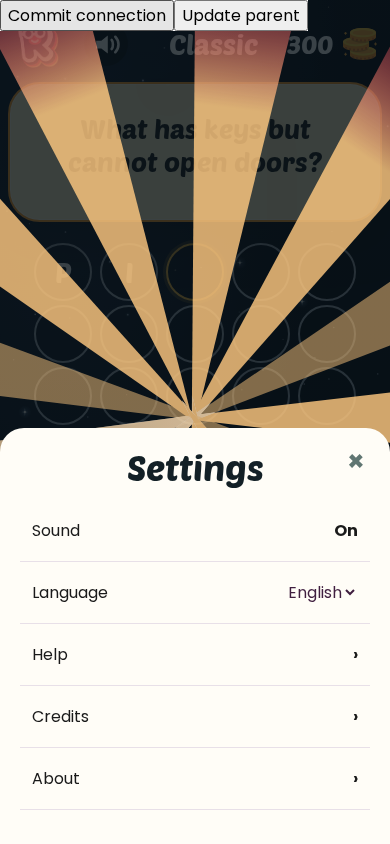 Commit connection Update parent
Classic 300
What has keys but
cannot open doors?
P I
Settings ✖
Sound On
Language English
Help ›
Credits ›
About ›